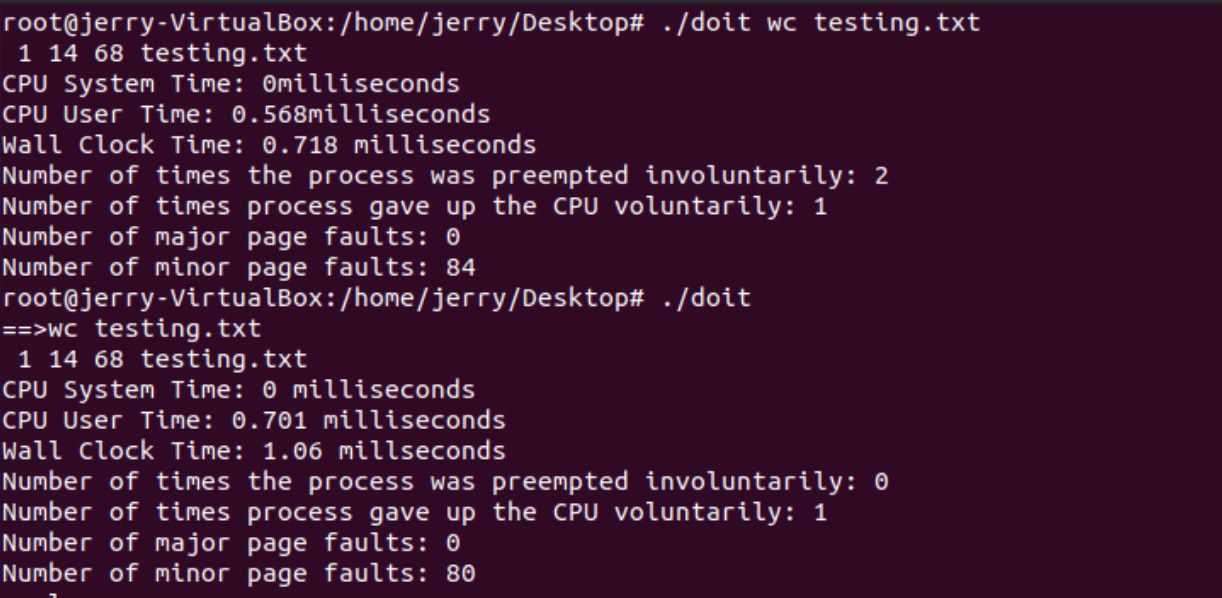 root@jerry-VirtualBox:/home/jerry/Desktop# ./doit wc testing.txt
 1 14 68 testing.txt
CPU System Time: 0milliseconds
CPU User Time: 0.568milliseconds
Wall Clock Time: 0.718 milliseconds
Number of times the process was preempted involuntarily: 2
Number of times process gave up the CPU voluntarily: 1
Number of major page faults: 0
Number of minor page faults: 84
root@jerry-VirtualBox:/home/jerry/Desktop# ./doit
==>wc testing.txt
 1 14 68 testing.txt
CPU System Time: 0 milliseconds
CPU User Time: 0.701 milliseconds
Wall Clock Time: 1.06 millseconds
Number of times the process was preempted involuntarily: 0
Number of times process gave up the CPU voluntarily: 1
Number of major page faults: 0
Number of minor page faults: 80